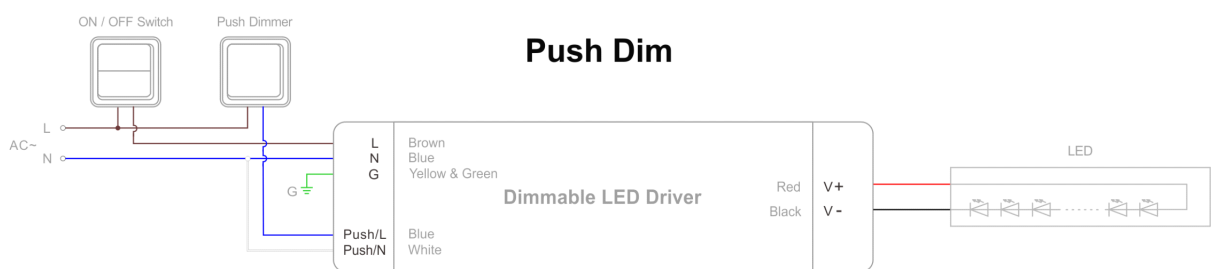 ON / OFF Switch
Push Dimmer
Push Dim
L
AC~
N
L Brown
N Blue
G Yellow & Green
G
Dimmable LED Driver
Push/L Blue
Push/N White
Red V+
Black V-
LED